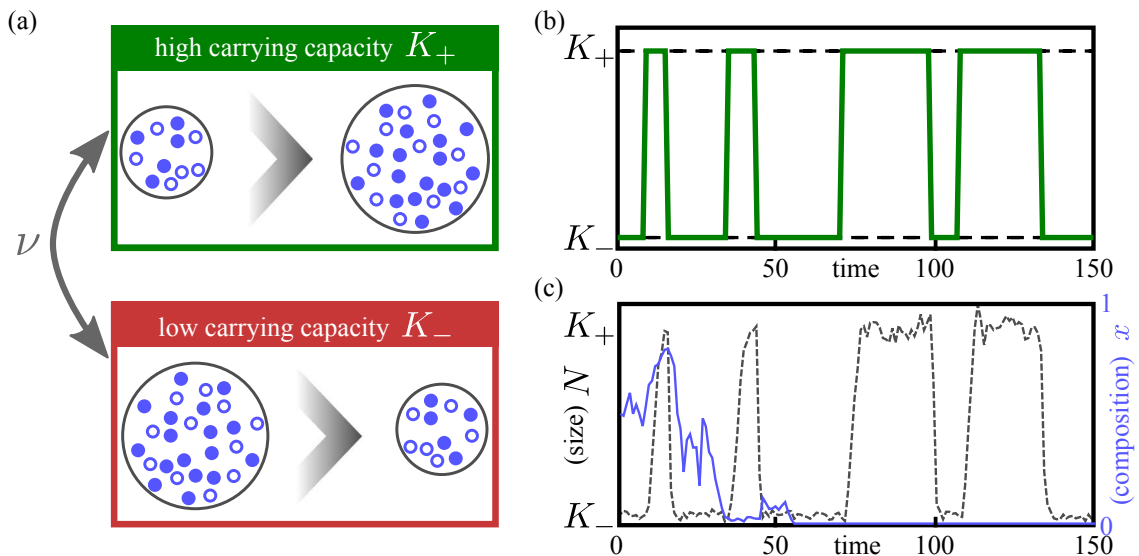 (a)
high carrying capacity K₊
ν
low carrying capacity K₋
(b)
K₊
K₋
0 50 time 100 150
(c)
K₊
(size) N
K₋
0 50 time 100 150
1
(composition) x
0